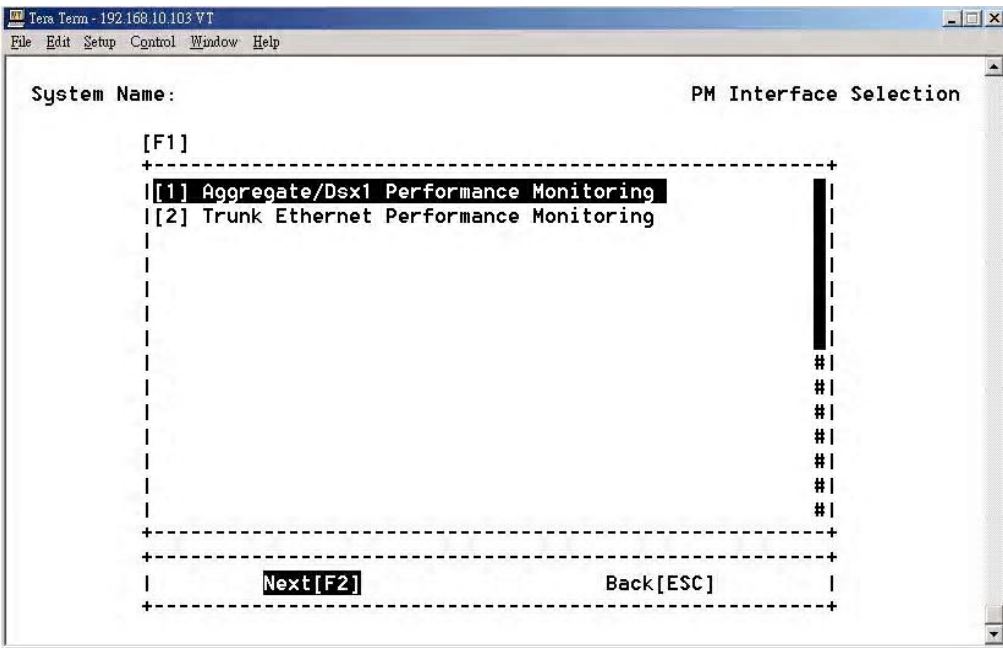 Tera Term - 192.168.10.103 VT
File Edit Setup Control Window Help
System Name: PM Interface Selection
[F1]
[1] Aggregate/Dsx1 Performance Monitoring
[2] Trunk Ethernet Performance Monitoring
#
#
#
#
#
#
#
Next[F2] Back[ESC]